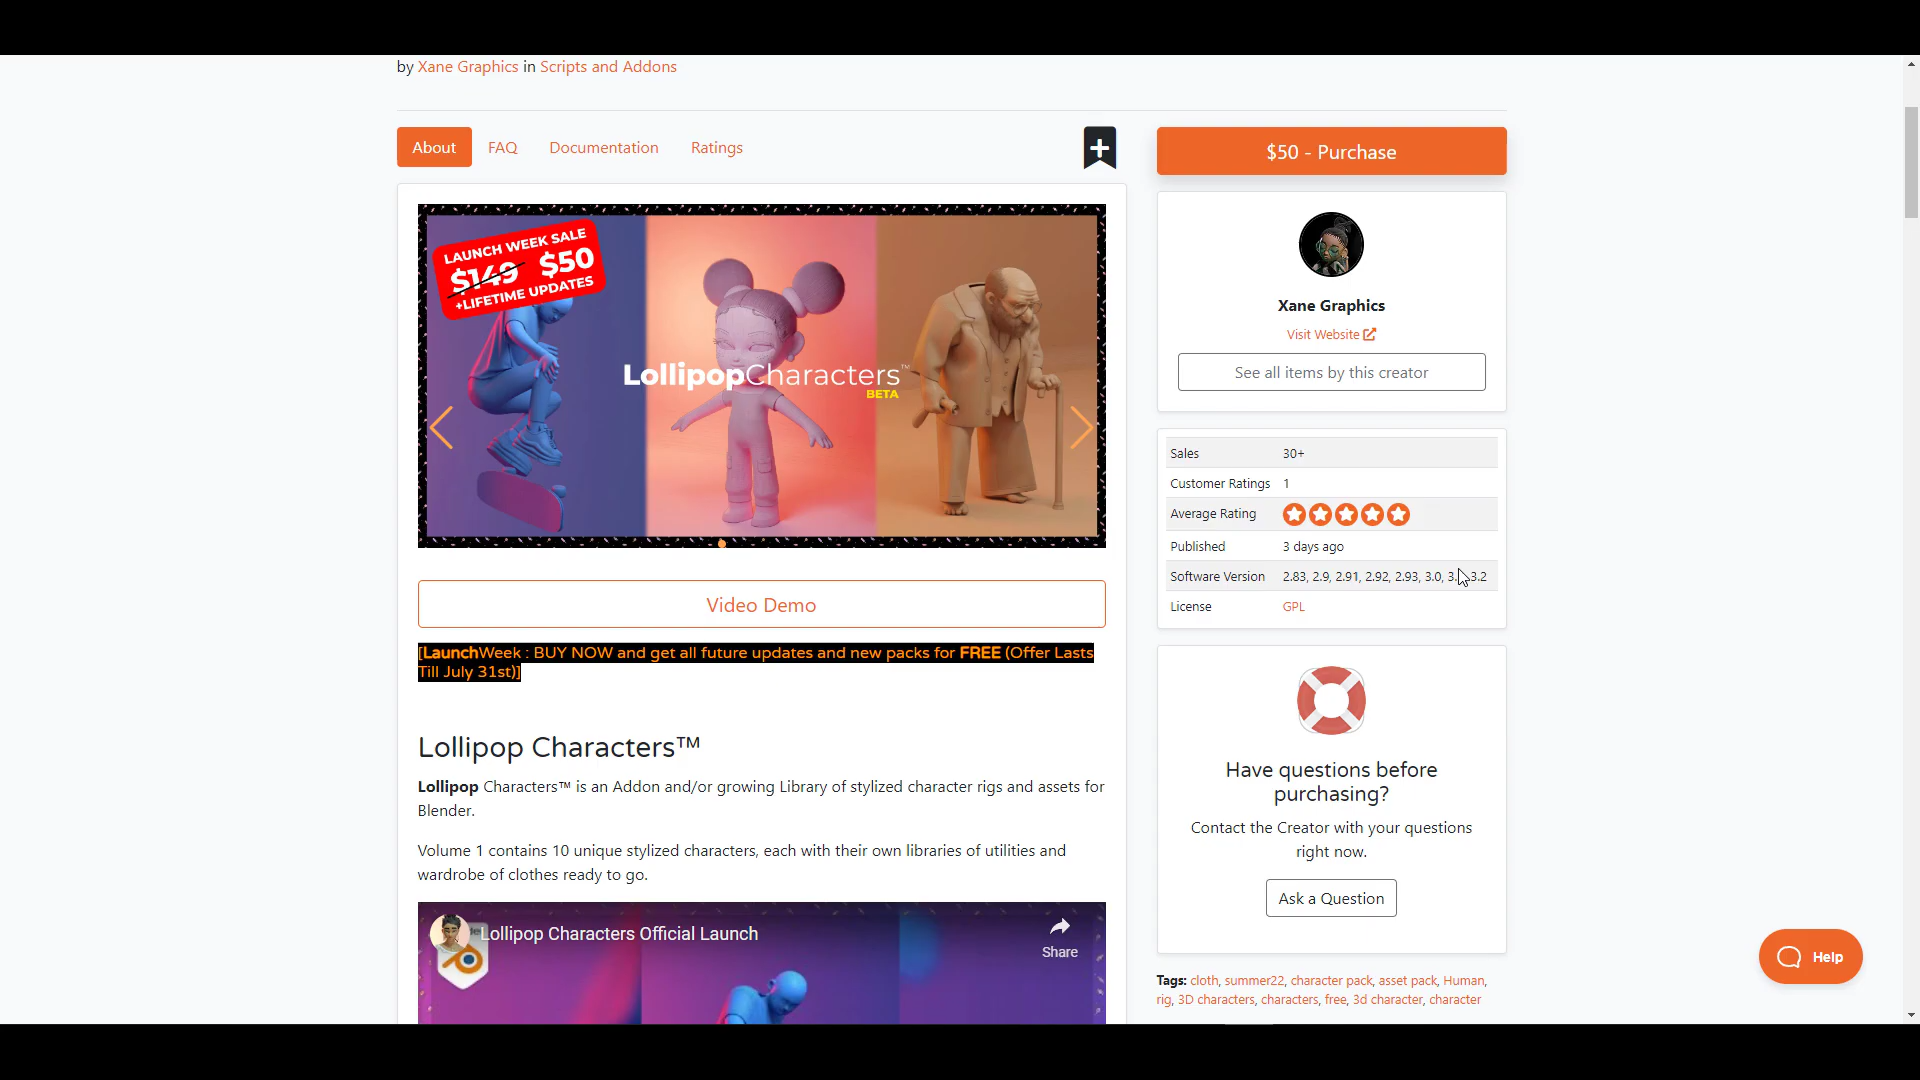 by Xane Graphics in Scripts and Addons
About
FAQ
Documentation
Ratings
$50 - Purchase
LAUNCH WEEK SALE
$149 $50
+LIFETIME UPDATES
LollipopCharacters™
BETA
Xane Graphics
Visit Website
See all items by this creator
Sales 30+
Customer Ratings 1
Average Rating
Published 3 days ago
Software Version 2.83, 2.9, 2.91, 2.92, 2.93, 3.0, 3. 3.2
License GPL
Video Demo
[LaunchWeek : BUY NOW and get all future updates and new packs for FREE (Offer Lasts
Till July 31st)]
Lollipop Characters™
Lollipop Characters™ is an Addon and/or growing Library of stylized character rigs and assets for
Blender.
Volume 1 contains 10 unique stylized characters, each with their own libraries of utilities and
wardrobe of clothes ready to go.
Lollipop Characters Official Launch
Share
Have questions before
purchasing?
Contact the Creator with your questions
right now.
Ask a Question
Tags: cloth, summer22, character pack, asset pack, Human,
rig, 3D characters, characters, free, 3d character, character
Help